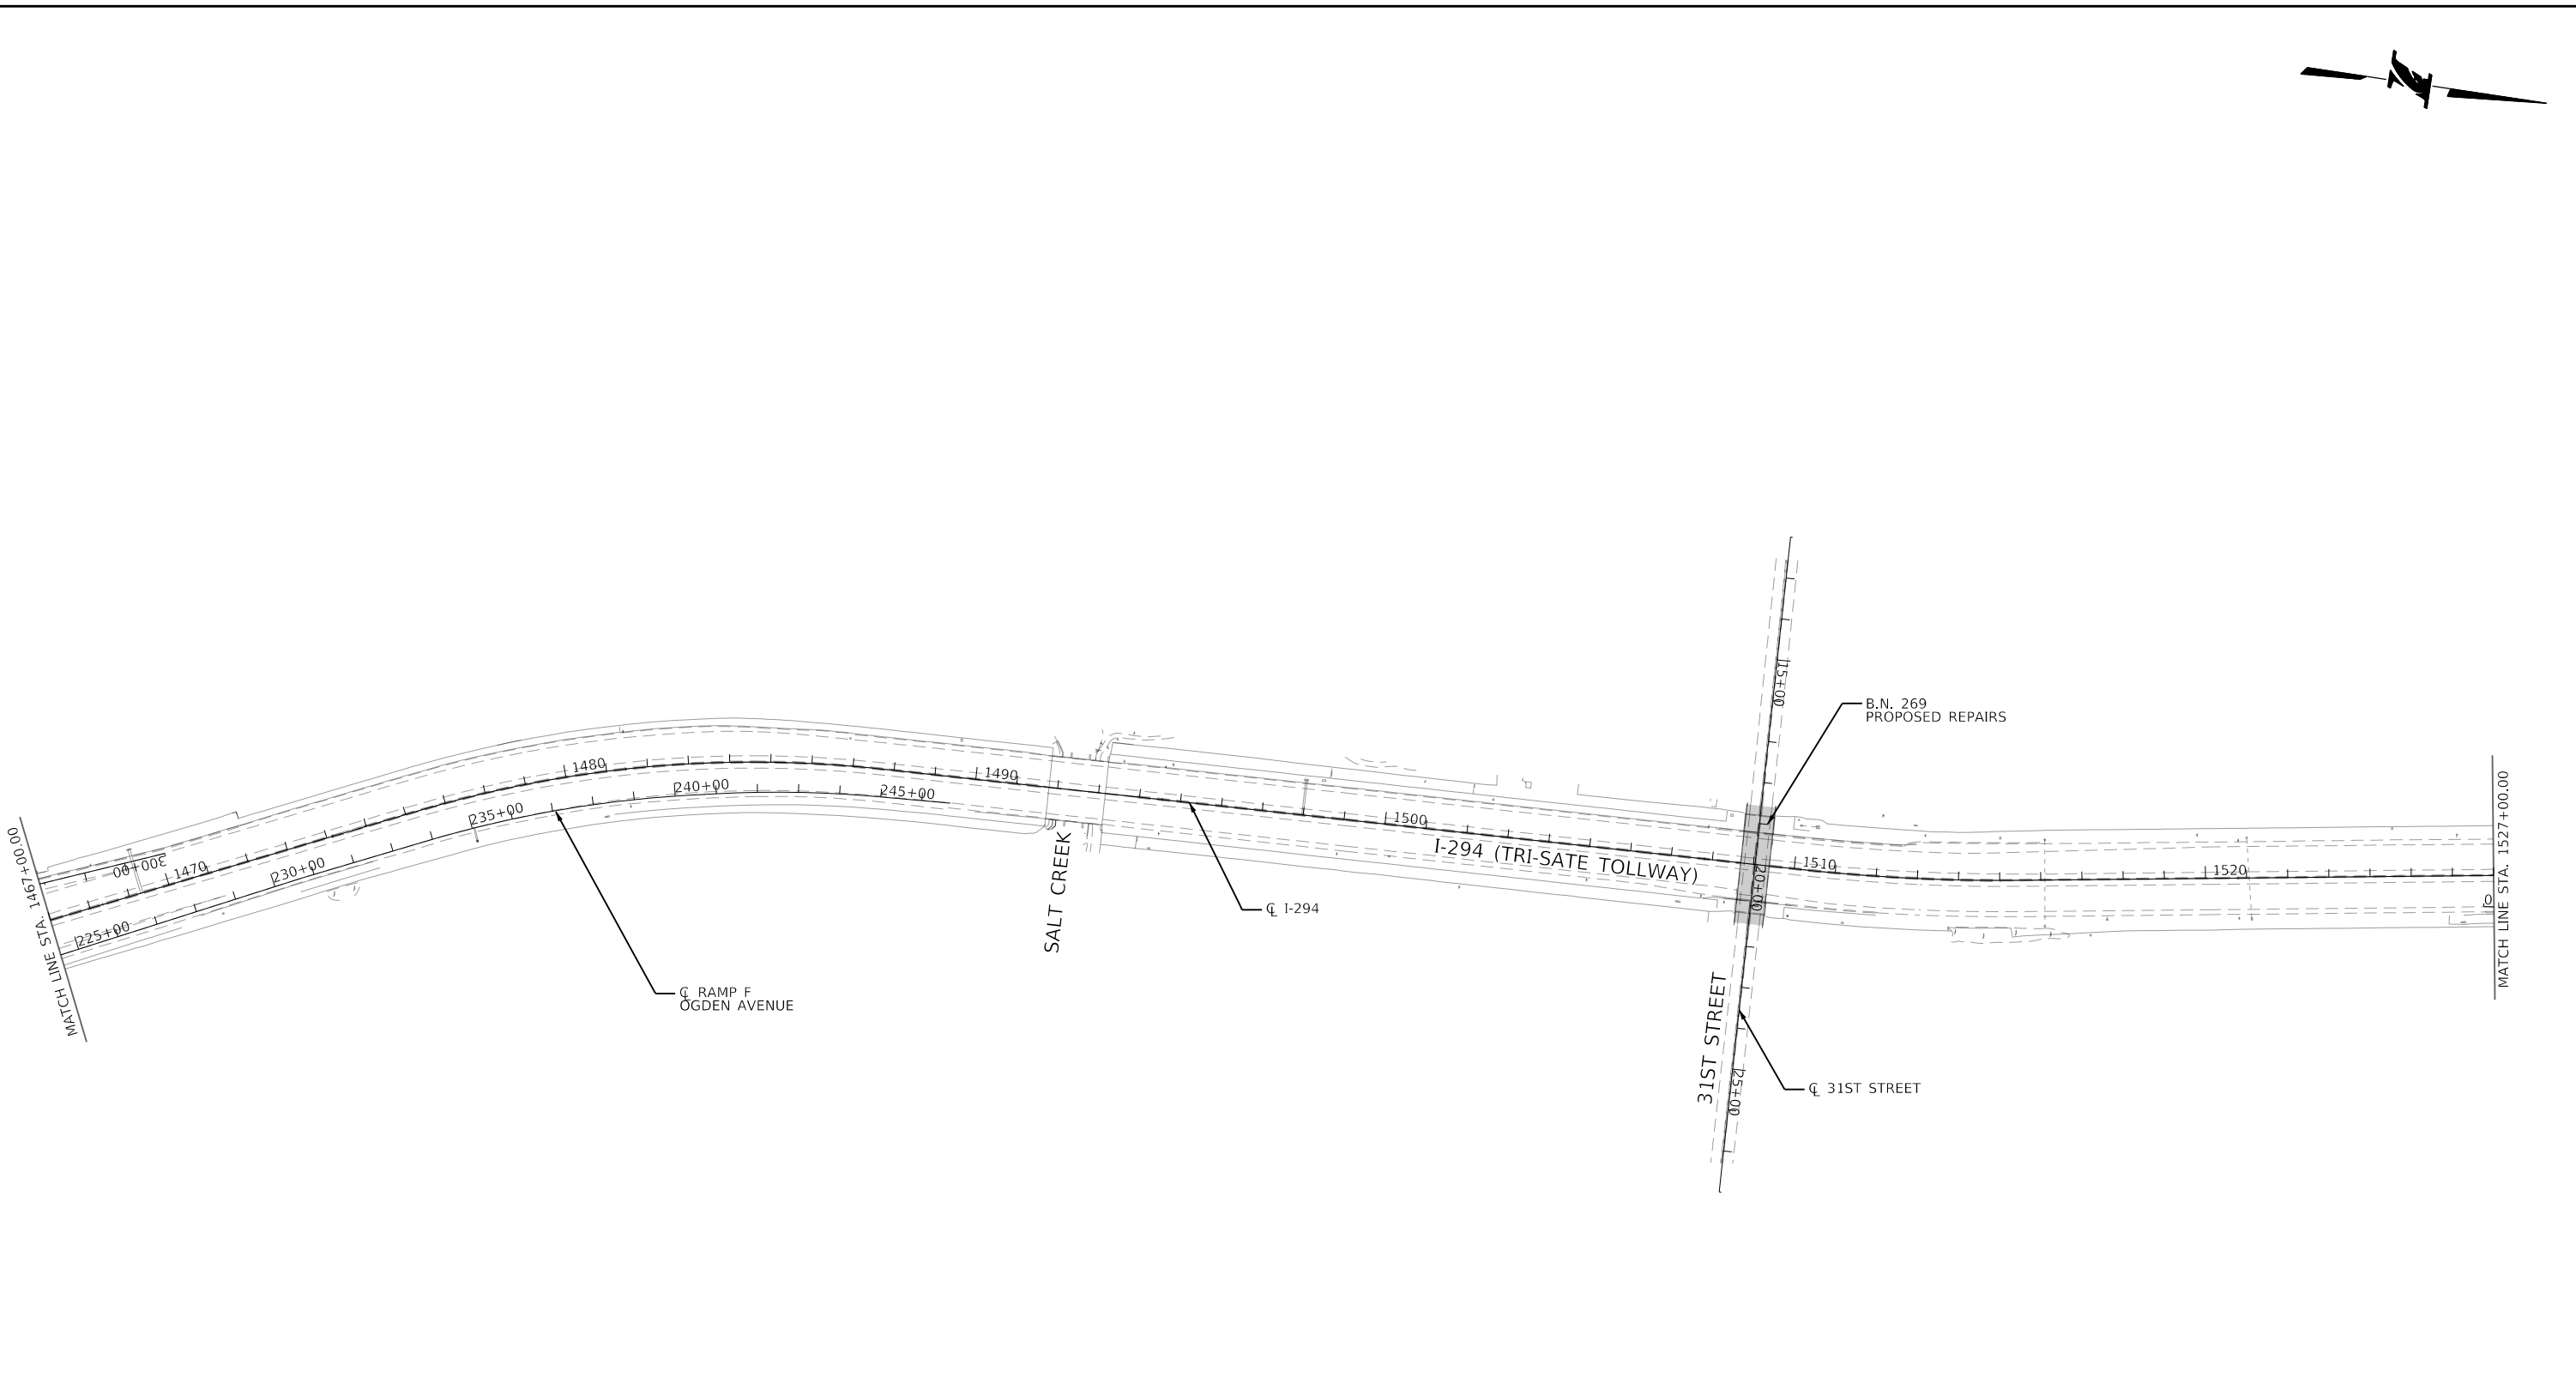 N
15+00
B.N. 269
PROPOSED REPAIRS
1480
1490
240+00
245+00
235+00
1500
I-294 (TRI-SATE TOLLWAY)
300+00
1470
230+00
225+00
MATCH LINE STA. 1467+00.00
SALT CREEK
℄ I-294
℄ RAMP F
OGDEN AVENUE
1510
20+00
1520
0
MATCH LINE STA. 1527+00.00
31ST STREET
25+00
℄ 31ST STREET